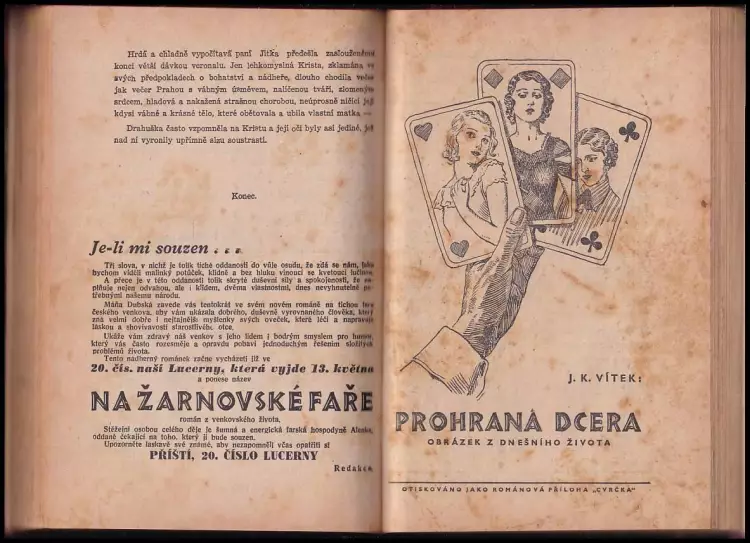 Hrdá a chladně vypočítavá paní Jitka předešla zaslouženému
konci větší dávkou veronalu. Jen lehkomyslná Krista, sklamána ve
svých předpokladech o bohatství a nádheře, dlouho chodila večer
jak večer Prahou s vábným úsměvem, nalíčenou tváří, zlomeným
srdcem, hladová a nakažená strašnou chorobou, neúprosně ničící její
kdysi vábné a krásné tělo, které obětovala a ubila vlastní matka —
Drahuška často vzpomněla na Kristu a její oči byly asi jediné, jež
nad ní vyronily upřímně slzu soustrasti.
Konec.
Je-li mi souzen . . .
Tři slova, v nichž je tolik tiché oddanosti do vůle osudu, že zdá se nám, jako
bychom viděli malinký potůček, klidně a bez hluku vinoucí se kvetoucí lučinou.
A přece je v této oddanosti tolik skryté duševní síly a spokojenosti, že
plňuje nejen odvahou, ale i klidem, dvěma vlastnostmi, dnes nevyhnutelně po-
třebnými našemu národu.
Máňa Dubská zavede vás tentokrát ve svém novém románě na tichou faru
českého venkova, aby vám ukázala dobrého, duševně vyrovnaného člověka, který
zná velmi dobře i nejtajnější myšlenky svých oveček, které léčí a napravuje
láskou a shovívavostí starostlivého otce.
Ukáže vám zdravý náš venkov s jeho lidem i bodrým smyslem pro humor,
který vás často rozesměje a opravdu pobaví jednoduchým řešením složitých
problémů života.
Tento nádherný románek začne vycházeti již ve
20. čís. naší Lucerny, která vyjde 13. května
a ponese název
NA ŽARNOVSKÉ FAŘE
román z venkovského života.
Stěžejní osobou celého děje je šumná a energická farská hospodyně Alenka,
oddaně čekající na toho, který jí bude souzen.
Upozorněte laskavě své známé, aby nezapomněli včas opatřiti si
PŘÍŠTÍ, 20. ČÍSLO LUCERNY
Redakce
J. K. VÍTEK:
PROHRANÁ DCERA
OBRÁZEK Z DNEŠNÍHO ŽIVOTA
OTISKOVÁNO JAKO ROMÁNOVÁ PŘÍLOHA „CVRČKA“